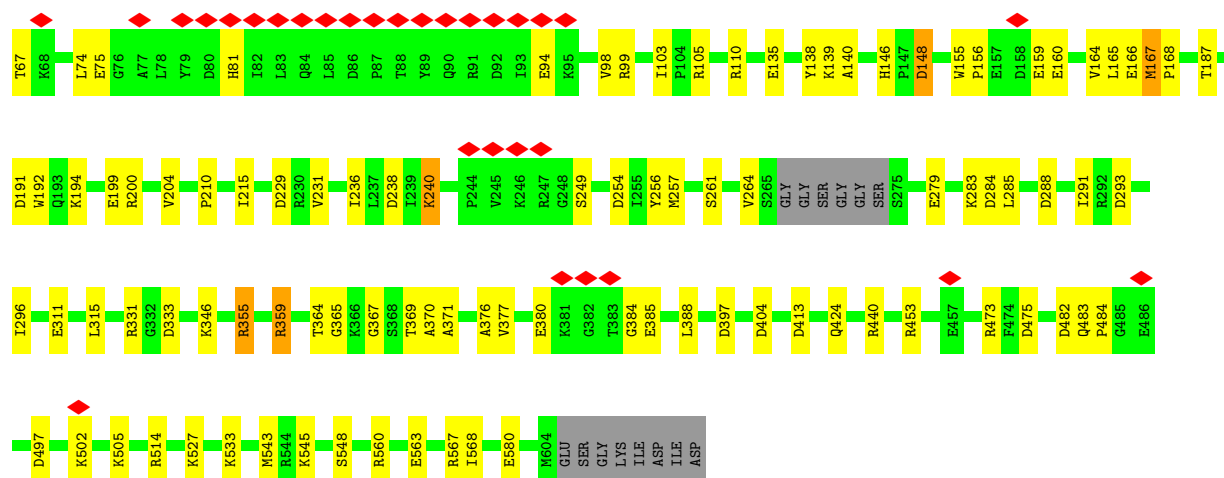 T67 K68 L74 E75 G76 A77 L78 Y79 D80 H81 I82 L83 Q84 L85 D86 P87 T88 Y89 Q90 R91 D92 I93 E94 K95 V98 R99 I103 P104 R105 R110 E135 Y138 K139 A140 H146 P147 D148 W155 P156 E157 D158 E159 E160 V164 L165 E166 M167 P168 T187
D191 W192 Q193 K194 E199 R200 V204 P210 I215 D229 R230 V231 I236 L237 D238 I239 K240 P244 V245 K246 R247 G248 S249 D254 I255 Y256 M257 S261 V264 S265 GLY GLY SER GLY GLY SER S275 E279 K283 D284 L285 D288 I291 R292 D293
I296 E311 L315 R331 G332 D333 K346 R355 R359 T364 G365 K366 G367 S368 T369 A370 A371 A376 V377 E380 K381 G382 T383 G384 E385 L388 D397 D404 D413 Q424 R440 R453 E457 R473 F474 D475 D482 Q483 P484 G485 E486
D497 K502 K505 R514 K527 K533 M543 R544 K545 S548 R560 E563 R567 I568 E580 M604 GLU SER GLY LYS ILE ASP ILE ASP